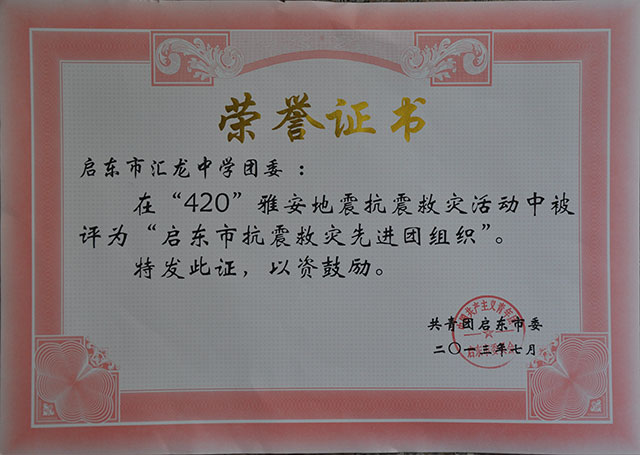 荣誉证书
启东市汇龙中学团委：
在“420”雅安地震抗震救灾活动中被
评为“启东市抗震救灾先进团组织”。
特发此证，以资鼓励。
共青团启东市委
二〇一三年七月